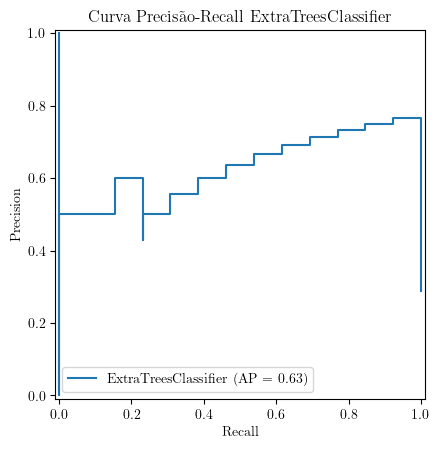 Curva Precisão-Recall ExtraTreesClassifier
1.0
0.8
0.6
0.4
0.2
0.0
Precision
ExtraTreesClassifier (AP = 0.63)
0.0 0.2 0.4 0.6 0.8 1.0
Recall